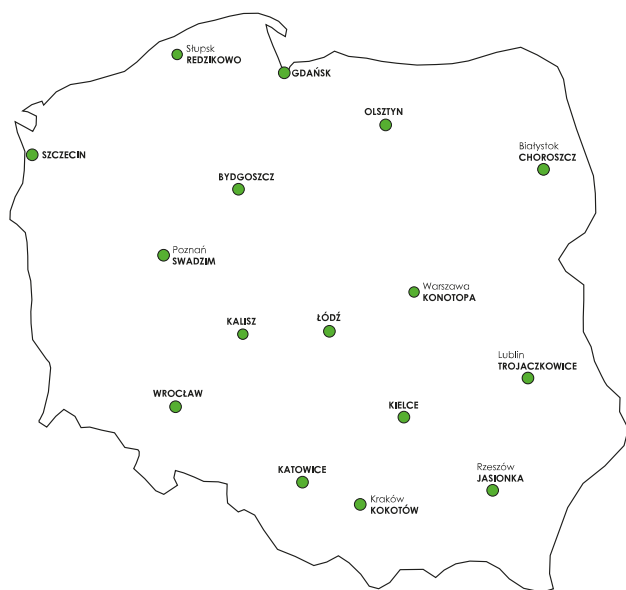 Słupsk
REDZIKOWO
GDAŃSK
OLSZTYN
SZCZECIN
Białystok
CHOROSZCZ
BYDGOSZCZ
Poznań
SWADZIM
Warszawa
KONOTOPA
KALISZ
ŁÓDŹ
Lublin
TROJACZKOWICE
WROCŁAW
KIELCE
KATOWICE
Rzeszów
JASIONKA
Kraków
KOKOTÓW